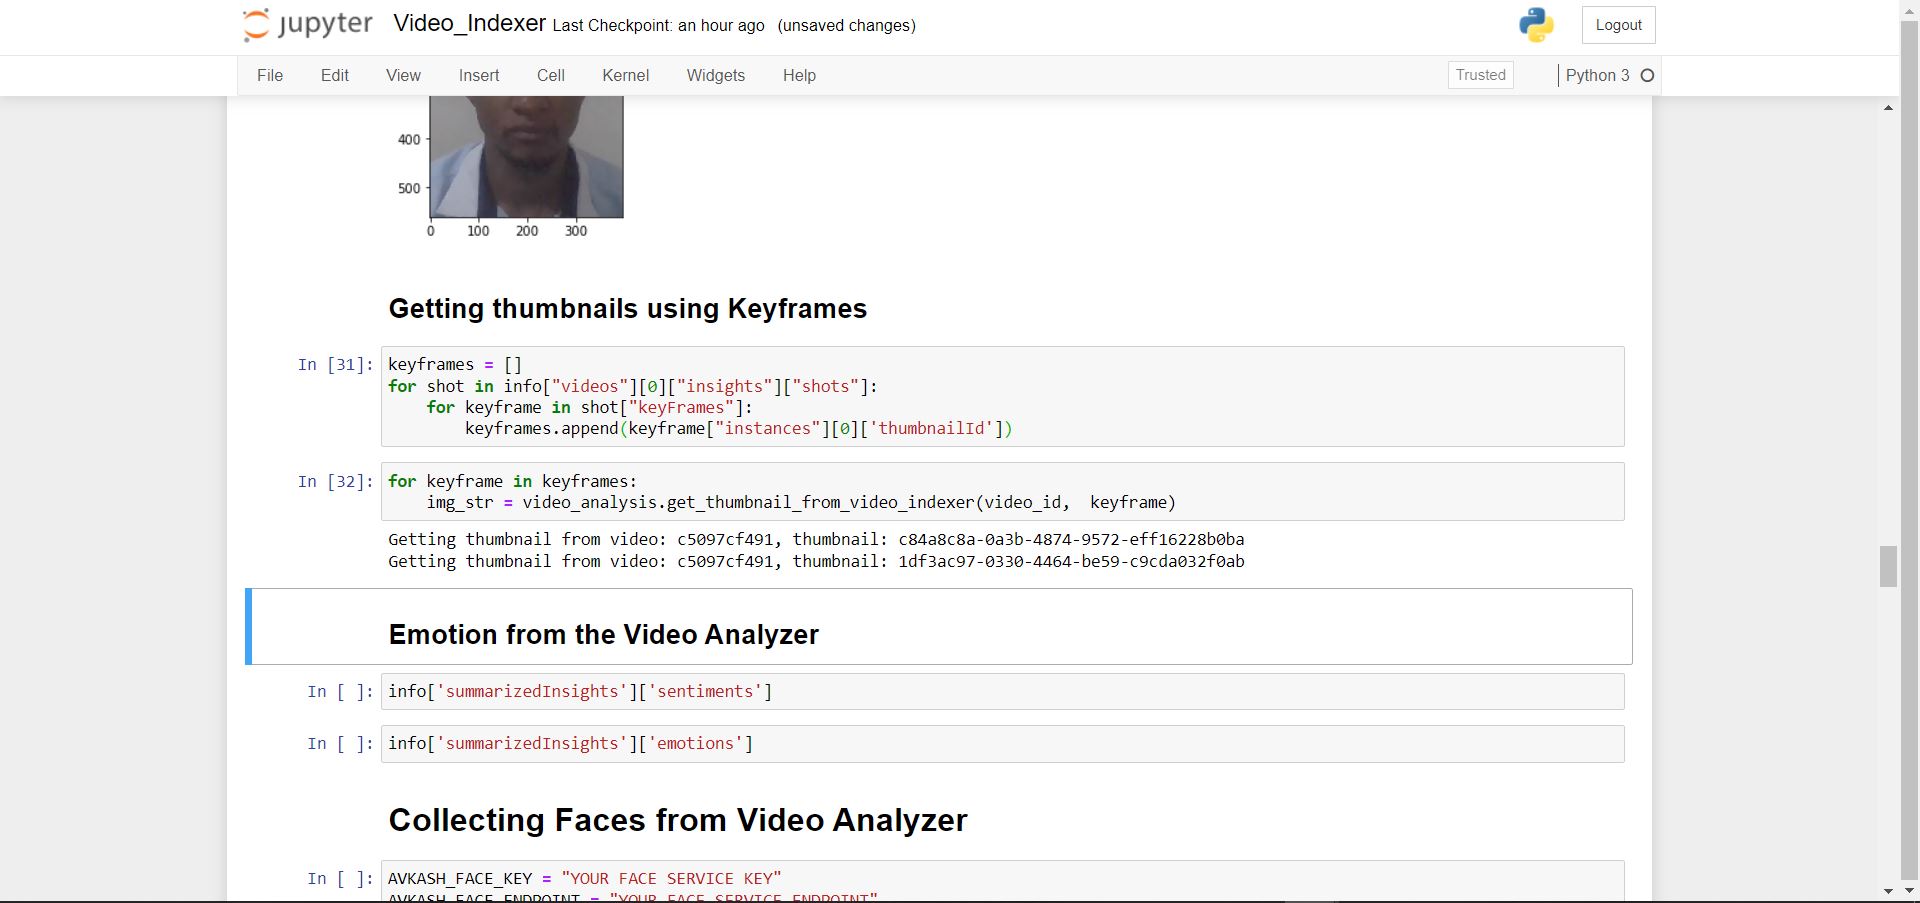 jupyter Video_Indexer Last Checkpoint: an hour ago (unsaved changes) Logout
File Edit View Insert Cell Kernel Widgets Help Trusted Python 3
400
500
0 100 200 300
Getting thumbnails using Keyframes
In [31]: keyframes = []
for shot in info["videos"][0]["insights"]["shots"]:
    for keyframe in shot["keyFrames"]:
        keyframes.append(keyframe["instances"][0]['thumbnailId'])
In [32]: for keyframe in keyframes:
    img_str = video_analysis.get_thumbnail_from_video_indexer(video_id,  keyframe)
Getting thumbnail from video: c5097cf491, thumbnail: c84a8c8a-0a3b-4874-9572-eff16228b0ba
Getting thumbnail from video: c5097cf491, thumbnail: 1df3ac97-0330-4464-be59-c9cda032f0ab
Emotion from the Video Analyzer
In [ ]: info['summarizedInsights']['sentiments']
In [ ]: info['summarizedInsights']['emotions']
Collecting Faces from Video Analyzer
In [ ]: AVKASH_FACE_KEY = "YOUR FACE SERVICE KEY"
AVKASH_FACE_ENDPOINT = "YOUR FACE SERVICE ENDPOINT"